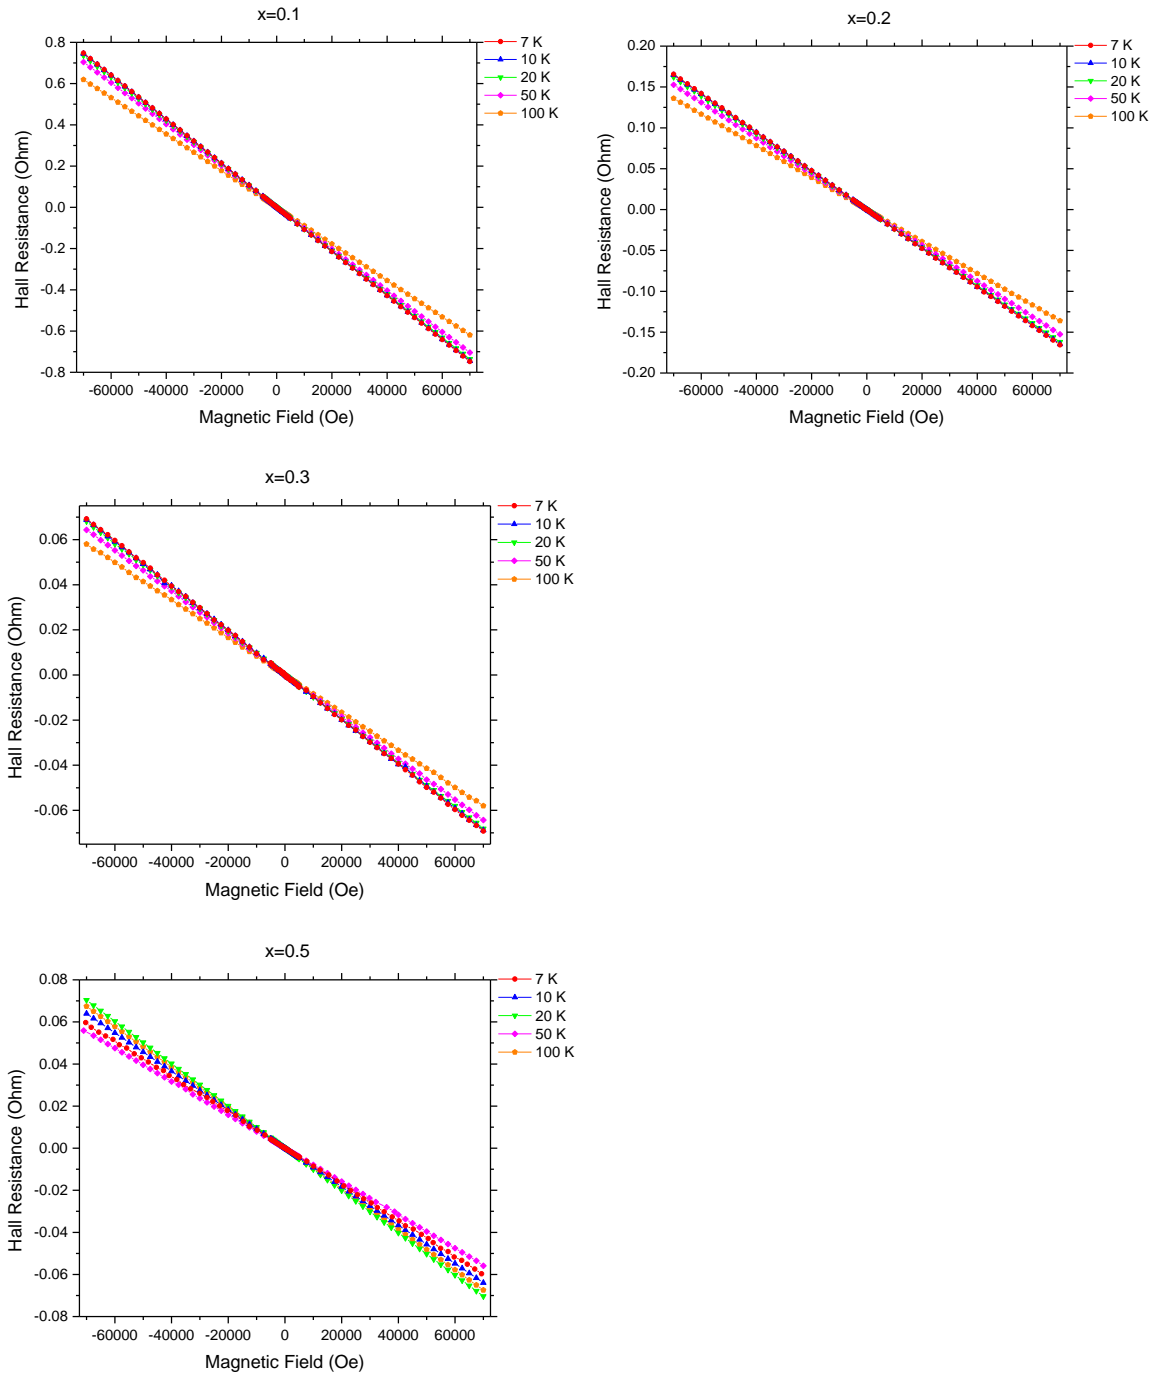 x=0.1
0.8
0.6
0.4
0.2
0.0
-0.2
-0.4
-0.6
-0.8
Hall Resistance (Ohm)
-60000 -40000 -20000 0 20000 40000 60000
Magnetic Field (Oe)
7 K
10 K
20 K
50 K
100 K
x=0.2
0.20
0.15
0.10
0.05
0.00
-0.05
-0.10
-0.15
-0.20
Hall Resistance (Ohm)
-60000 -40000 -20000 0 20000 40000 60000
Magnetic Field (Oe)
7 K
10 K
20 K
50 K
100 K
x=0.3
0.06
0.04
0.02
0.00
-0.02
-0.04
-0.06
Hall Resistance (Ohm)
-60000 -40000 -20000 0 20000 40000 60000
Magnetic Field (Oe)
7 K
10 K
20 K
50 K
100 K
x=0.5
0.08
0.06
0.04
0.02
0.00
-0.02
-0.04
-0.06
-0.08
Hall Resistance (Ohm)
-60000 -40000 -20000 0 20000 40000 60000
Magnetic Field (Oe)
7 K
10 K
20 K
50 K
100 K